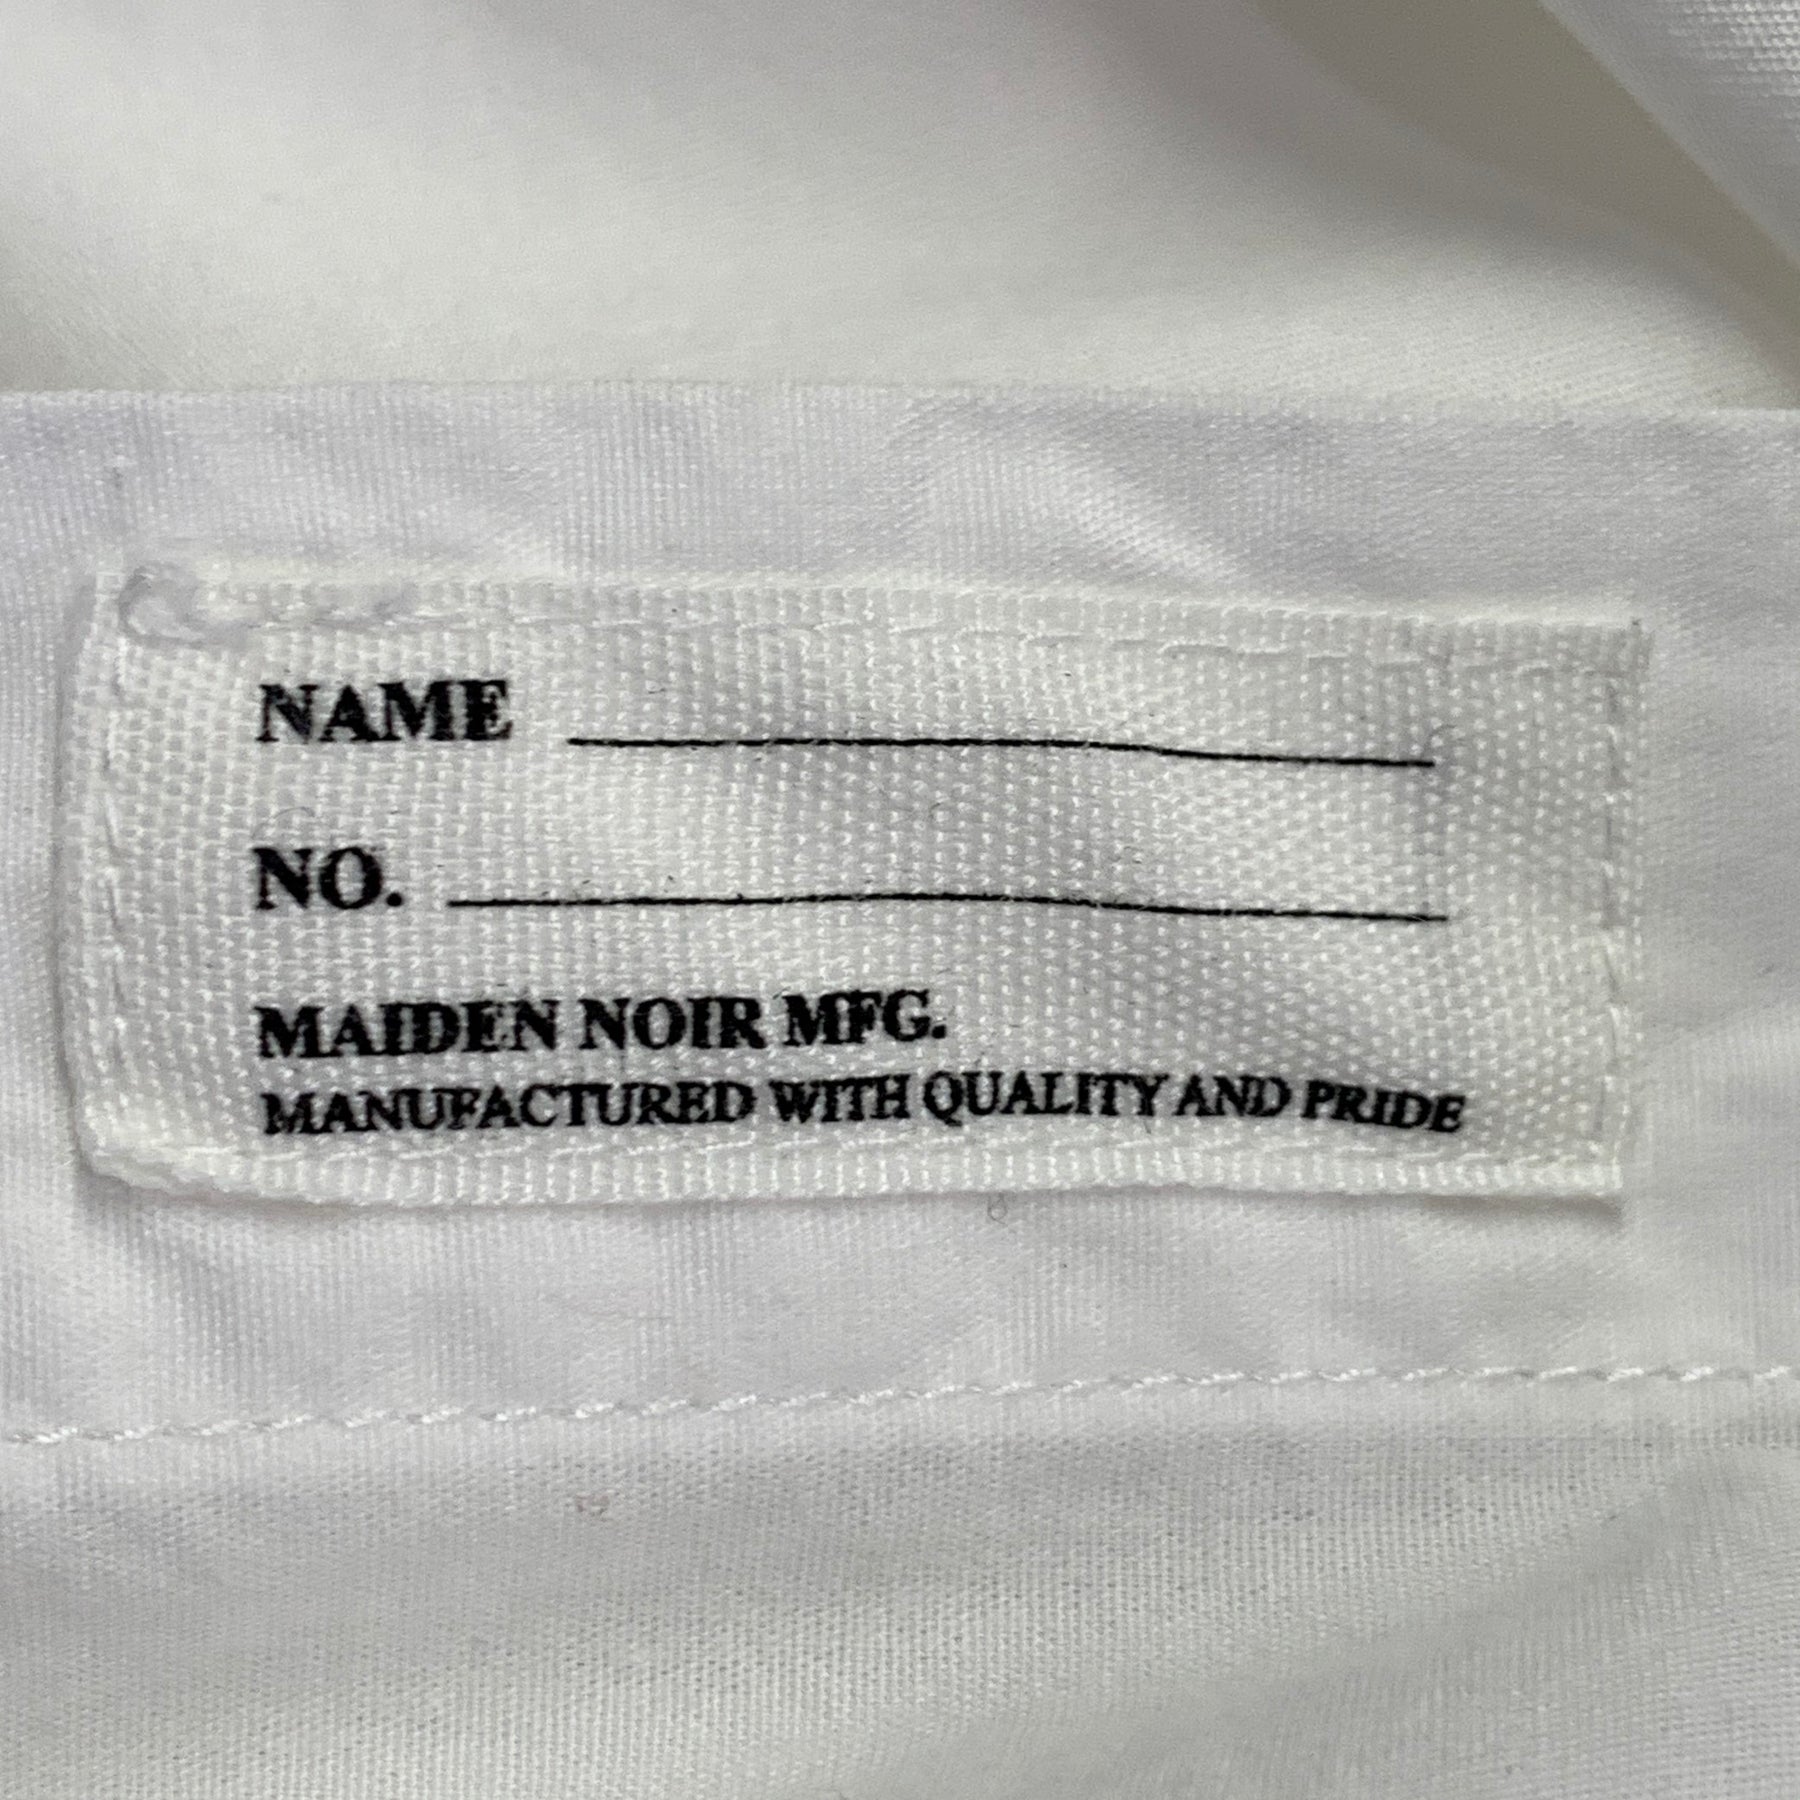 NAME
NO.
MAIDEN NOIR MFG.
MANUFACTURED WITH QUALITY AND PRIDE